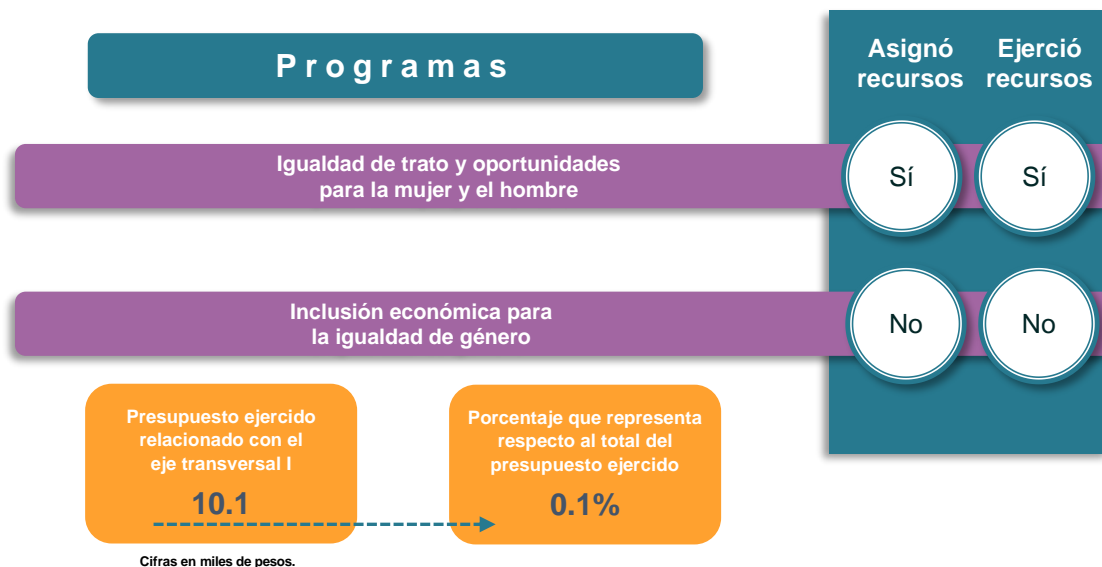 Programas
Asignó
recursos
Ejerció
recursos
Igualdad de trato y oportunidades
para la mujer y el hombre
Sí
Sí
Inclusión económica para
la igualdad de género
No
No
Presupuesto ejercido
relacionado con el
eje transversal I
10.1
Porcentaje que representa
respecto al total del
presupuesto ejercido
0.1%
Cifras en miles de pesos.